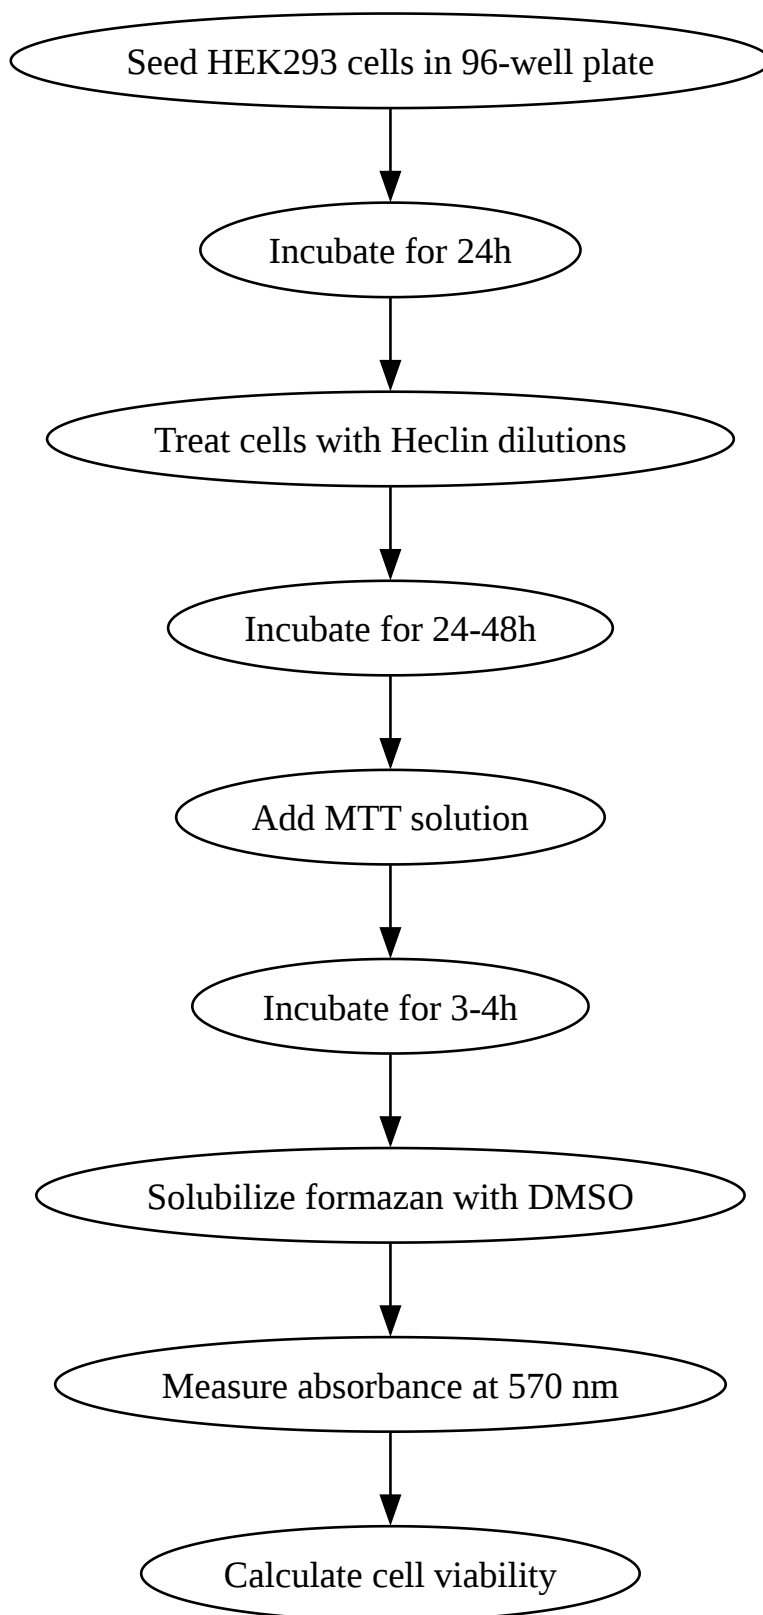 Seed HEK293 cells in 96-well plate
Incubate for 24h
Treat cells with Heclin dilutions
Incubate for 24-48h
Add MTT solution
Incubate for 3-4h
Solubilize formazan with DMSO
Measure absorbance at 570 nm
Calculate cell viability